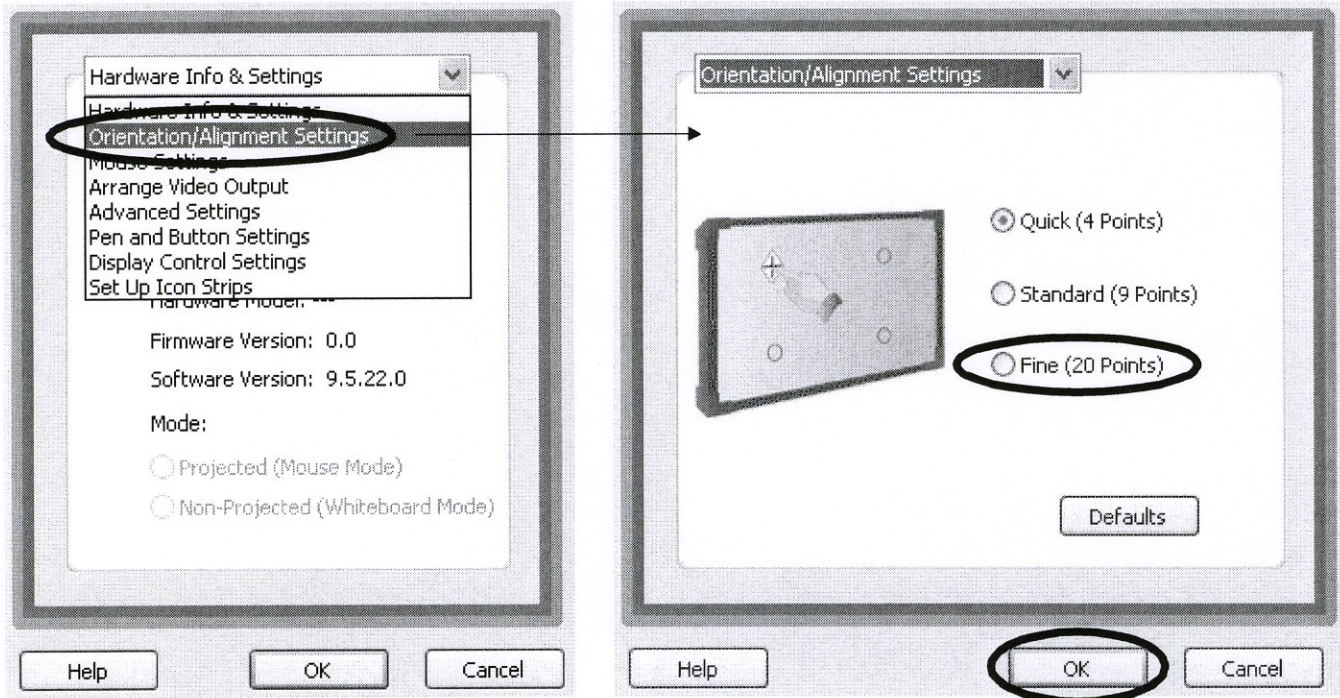 Hardware Info & Settings
Hardware Info & Settings
Orientation/Alignment Settings
Mouse Settings
Arrange Video Output
Advanced Settings
Pen and Button Settings
Display Control Settings
Set Up Icon Strips
Hardware Model: ---
Firmware Version: 0.0
Software Version: 9.5.22.0
Mode:
Projected (Mouse Mode)
Non-Projected (Whiteboard Mode)
Help
OK
Cancel
Orientation/Alignment Settings
Quick (4 Points)
Standard (9 Points)
Fine (20 Points)
Defaults
Help
OK
Cancel